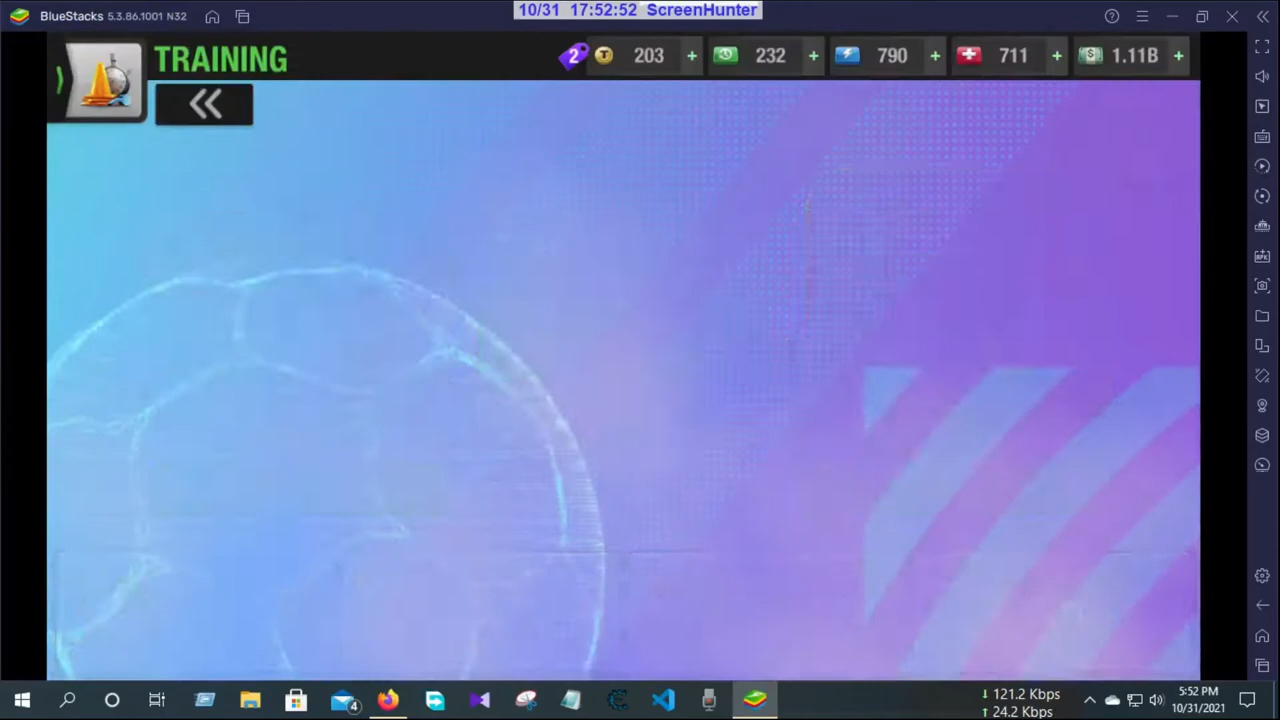 BlueStacks 5.3.86.1001 N32
10/31 17:52:52 ScreenHunter
TRAINING
2
T 203 +
232 +
790 +
711 +
$ 1.11B +
4
121.2 Kbps
24.2 Kbps
5:52 PM
10/31/2021